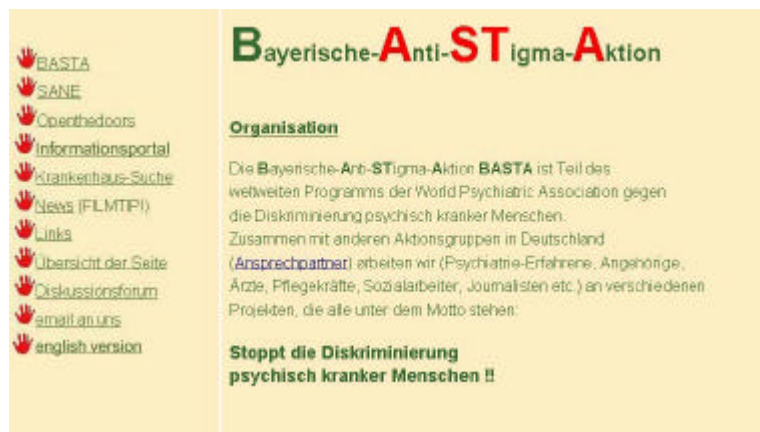 BASTA
SANE
Openthedoors
Informationsportal
Krankenhaus-Suche
News (FILMTIP!)
Links
Übersicht der Seite
Diskussionsforum
email an uns
english version
Bayerische-Anti-STigma-Aktion
Organisation
Die Bayerische-Anti-STigma-Aktion BASTA ist Teil des
weltweiten Programms der World Psychiatric Association gegen
die Diskriminierung psychisch kranker Menschen.
Zusammen mit anderen Aktionsgruppen in Deutschland
(Ansprechpartner) arbeiten wir (Psychiatrie-Erfahrene, Angehörige,
Ärzte, Pflegekräfte, Sozialarbeiter, Journalisten etc.) an verschiedenen
Projekten, die alle unter dem Motto stehen:
Stoppt die Diskriminierung
psychisch kranker Menschen !!